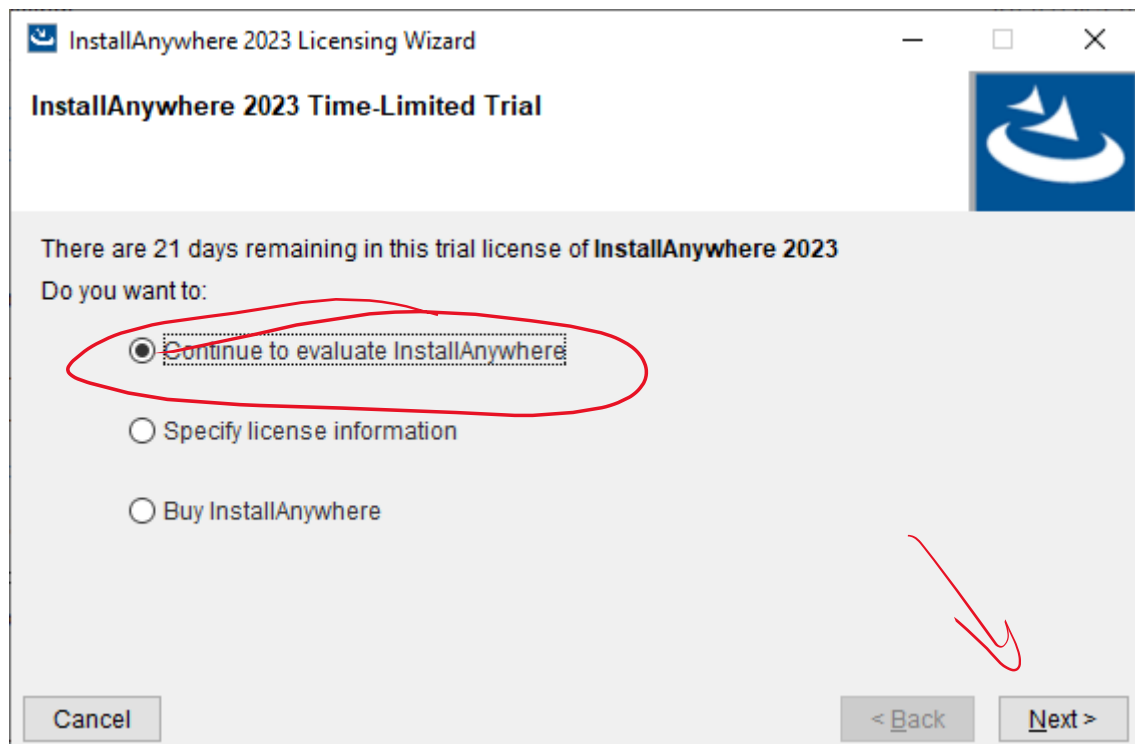 InstallAnywhere 2023 Licensing Wizard
InstallAnywhere 2023 Time-Limited Trial
There are 21 days remaining in this trial license of InstallAnywhere 2023
Do you want to:
Continue to evaluate InstallAnywhere
Specify license information
Buy InstallAnywhere
Cancel
< Back
Next >